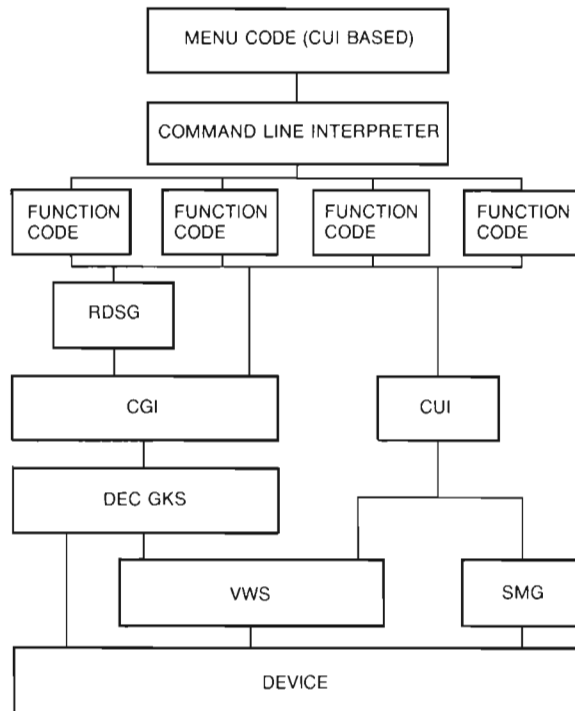 MENU CODE (CUI BASED)
COMMAND LINE INTERPRETER
FUNCTION
CODE
FUNCTION
CODE
FUNCTION
CODE
FUNCTION
CODE
RDSG
CGI
CUI
DEC GKS
VWS
SMG
DEVICE